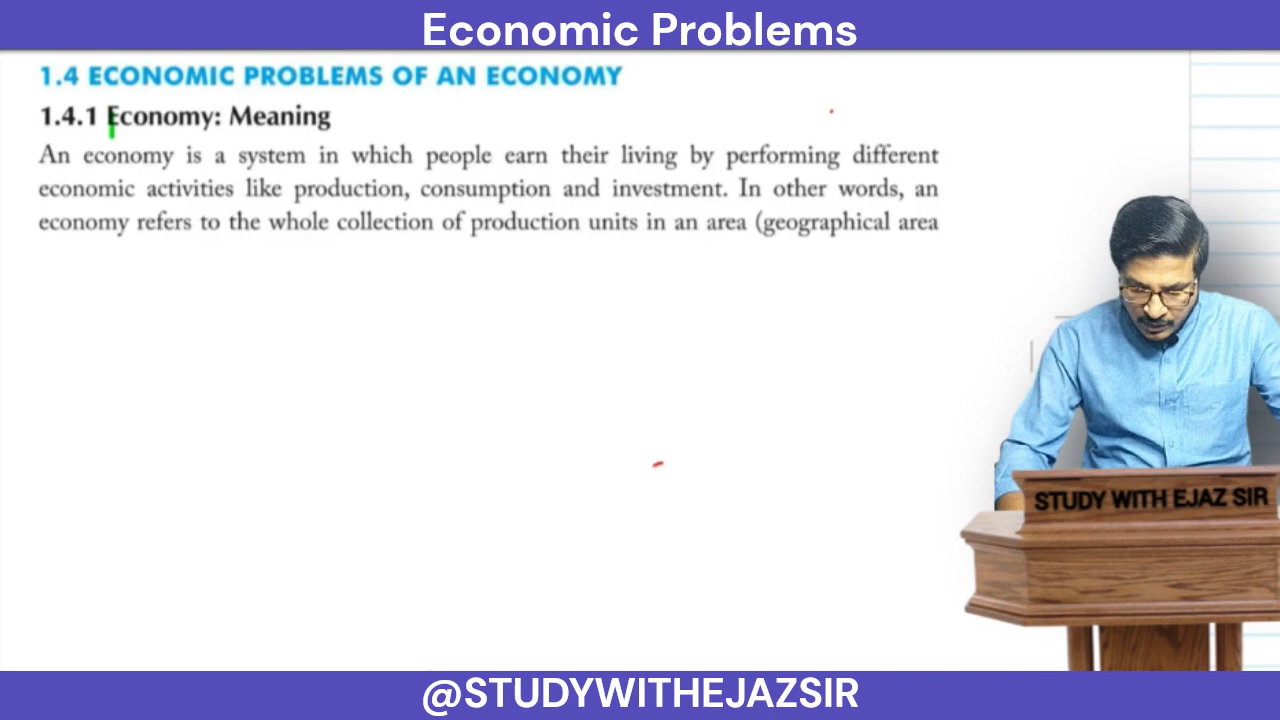 Economic Problems
1.4 ECONOMIC PROBLEMS OF AN ECONOMY
1.4.1 Economy: Meaning
An economy is a system in which people earn their living by performing different
economic activities like production, consumption and investment. In other words, an
economy refers to the whole collection of production units in an area (geographical area
STUDY WITH EJAZ SIR
@STUDYWITHEJAZSIR